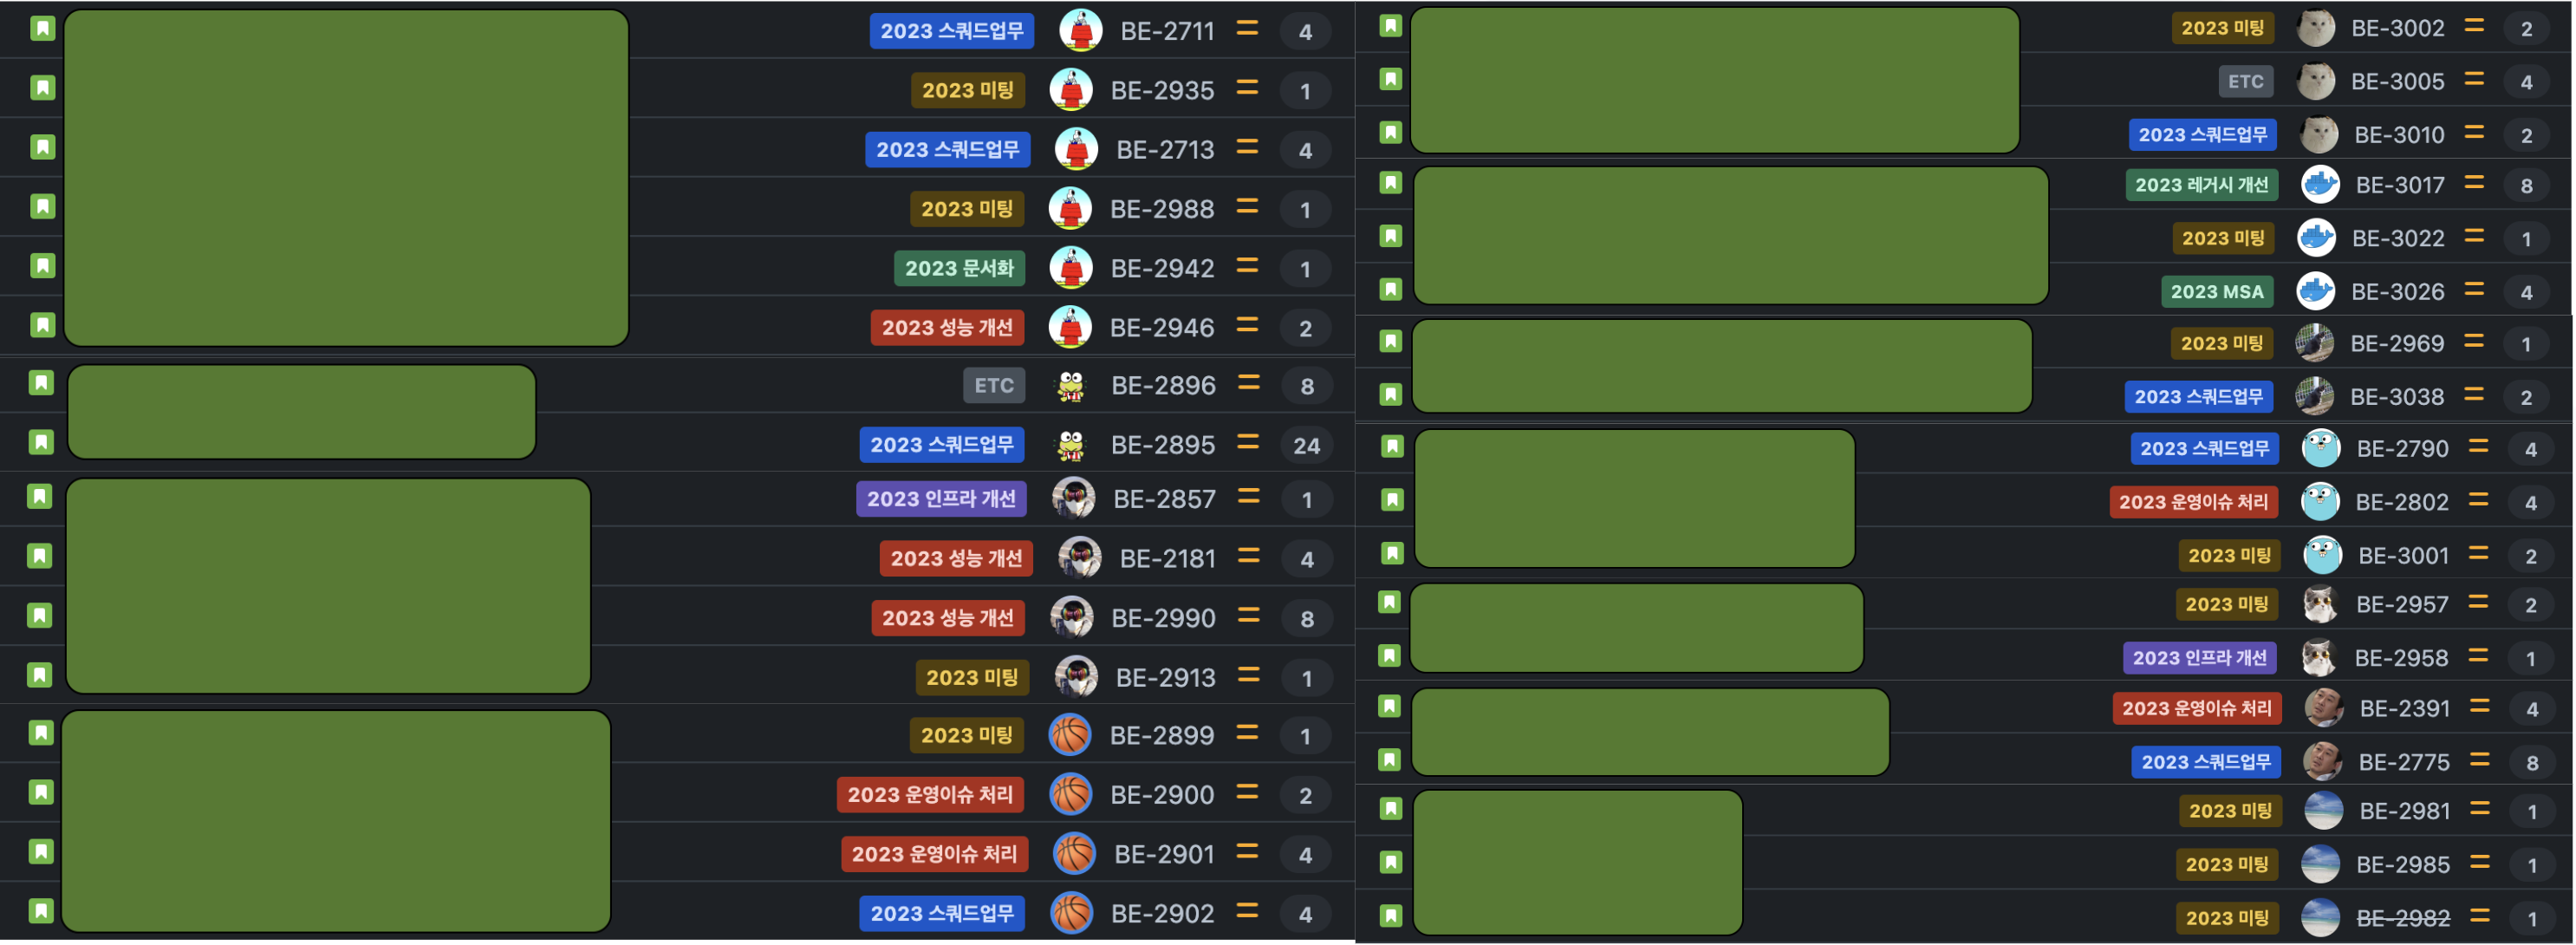 2023 스쿼드업무 BE-2711 4
2023 미팅 BE-2935 1
2023 스쿼드업무 BE-2713 4
2023 미팅 BE-2988 1
2023 문서화 BE-2942 1
2023 성능 개선 BE-2946 2
ETC BE-2896 8
2023 스쿼드업무 BE-2895 24
2023 인프라 개선 BE-2857 1
2023 성능 개선 BE-2181 4
2023 성능 개선 BE-2990 8
2023 미팅 BE-2913 1
2023 미팅 BE-2899 1
2023 운영이슈 처리 BE-2900 2
2023 운영이슈 처리 BE-2901 4
2023 스쿼드업무 BE-2902 4
2023 미팅 BE-3002 2
ETC BE-3005 4
2023 스쿼드업무 BE-3010 2
2023 레거시 개선 BE-3017 8
2023 미팅 BE-3022 1
2023 MSA BE-3026 4
2023 미팅 BE-2969 1
2023 스쿼드업무 BE-3038 2
2023 스쿼드업무 BE-2790 4
2023 운영이슈 처리 BE-2802 4
2023 미팅 BE-3001 2
2023 미팅 BE-2957 2
2023 인프라 개선 BE-2958 1
2023 운영이슈 처리 BE-2391 4
2023 스쿼드업무 BE-2775 8
2023 미팅 BE-2981 1
2023 미팅 BE-2985 1
2023 미팅 BE-2982 1